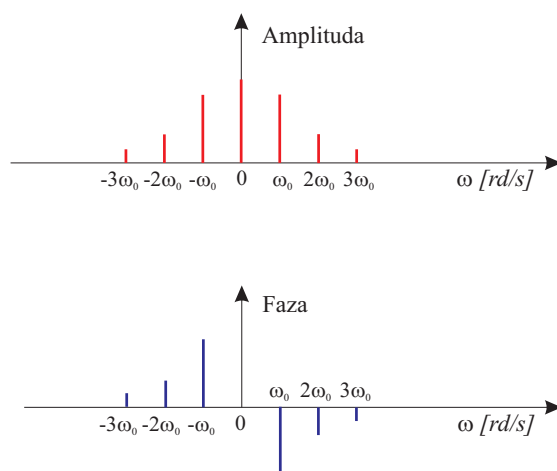 Amplituda
-3ω₀ -2ω₀ -ω₀ 0 ω₀ 2ω₀ 3ω₀ ω [rd/s]
Faza
ω₀ 2ω₀ 3ω₀
-3ω₀ -2ω₀ -ω₀ 0 ω [rd/s]